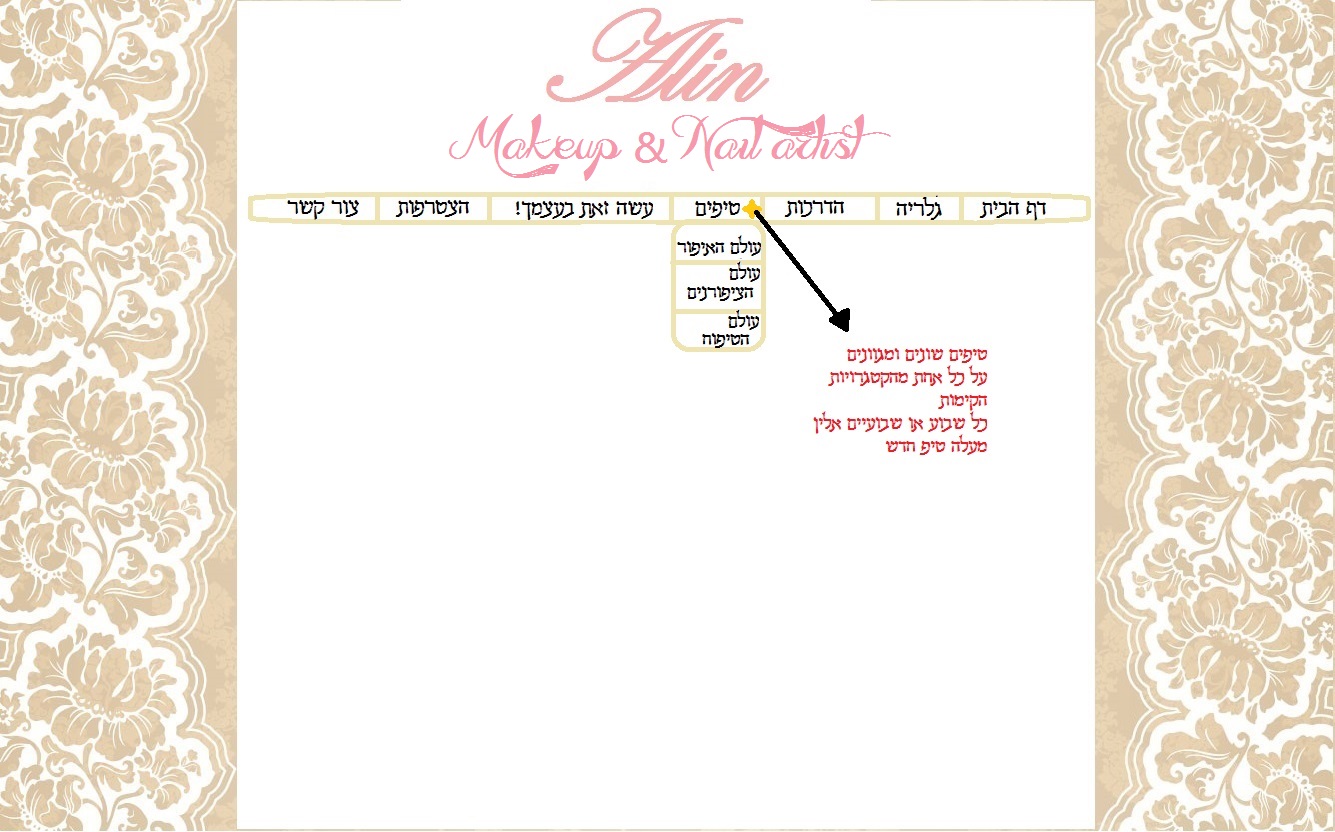 Alin
Makeup & Nail artist
דף הבית גלריה הדרכות טיפים עשה זאת בעצמך! הצטרפות צור קשר
עולם האיפור
עולם
הציפורנים
עולם
הטיפוח
טיפים שונים ומגוונים
על כל אחת מהקטגרויות
הקימות
כל שבוע או שבועיים אלין
מעלה טיפ חדש